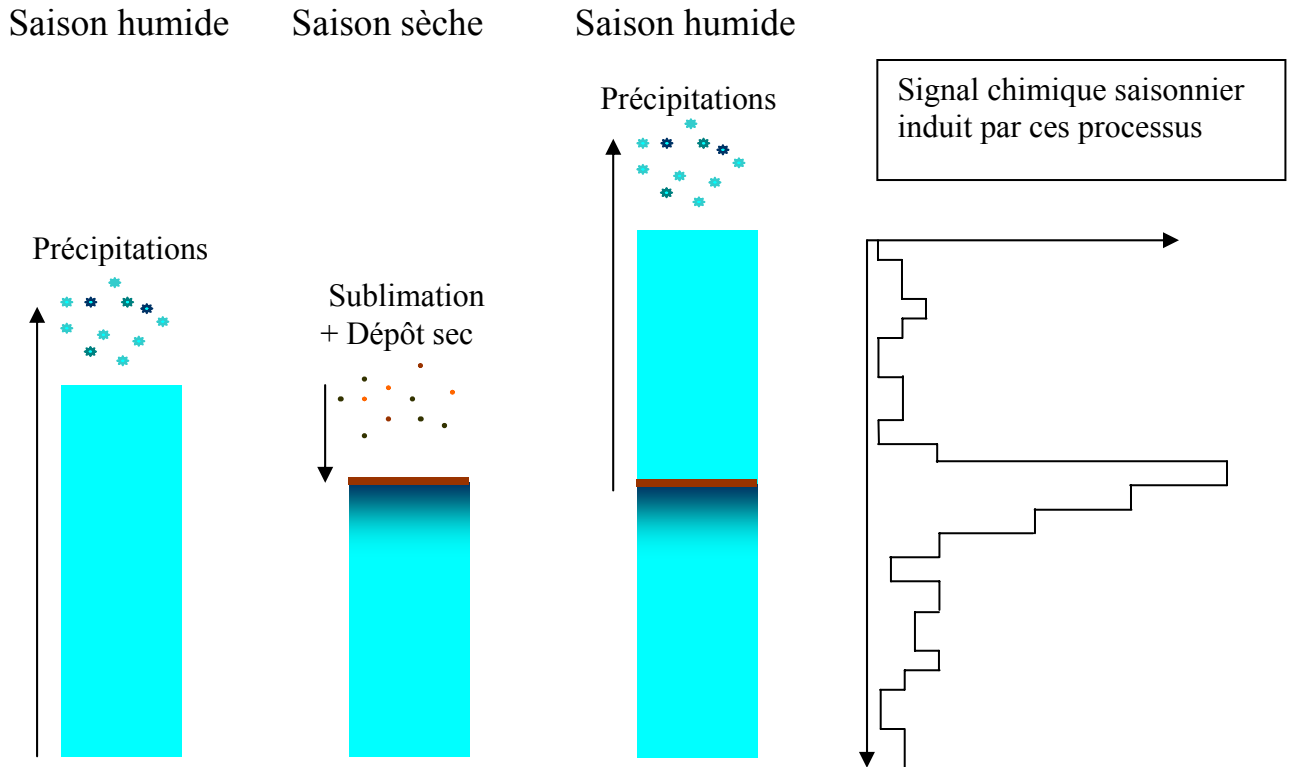 Saison humide
Saison sèche
Saison humide
Précipitations
Sublimation
+ Dépôt sec
Précipitations
Signal chimique saisonnier
induit par ces processus